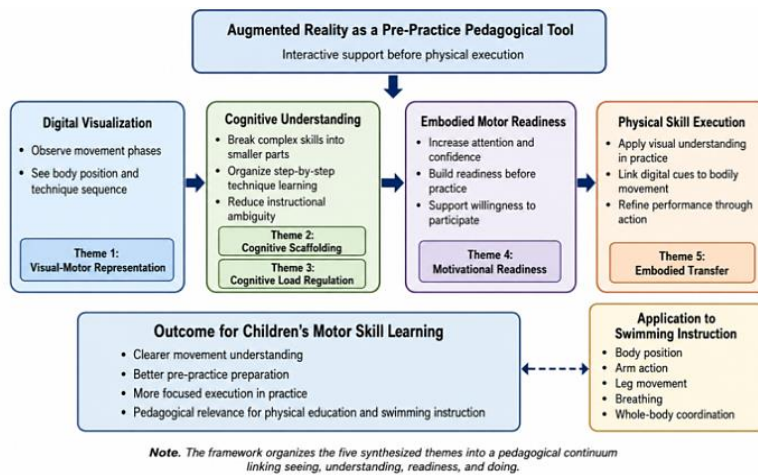 Augmented Reality as a Pre-Practice Pedagogical Tool
Interactive support before physical execution
Digital Visualization
• Observe movement phases
• See body position and
technique sequence
Theme 1:
Visual-Motor Representation
Cognitive Understanding
• Break complex skills into
smaller parts
• Organize step-by-step
technique learning
• Reduce instructional
ambiguity
Theme 2:
Cognitive Scaffolding
Theme 3:
Cognitive Load Regulation
Embodied Motor Readiness
• Increase attention and
confidence
• Build readiness before
practice
• Support willingness to
participate
Theme 4:
Motivational Readiness
Physical Skill Execution
• Apply visual understanding
in practice
• Link digital cues to bodily
movement
• Refine performance through
action
Theme 5:
Embodied Transfer
Outcome for Children's Motor Skill Learning
• Clearer movement understanding
• Better pre-practice preparation
• More focused execution in practice
• Pedagogical relevance for physical education and swimming instruction
Application to
Swimming Instruction
• Body position
• Arm action
• Leg movement
• Breathing
• Whole-body coordination
Note. The framework organizes the five synthesized themes into a pedagogical continuum
linking seeing, understanding, readiness, and doing.